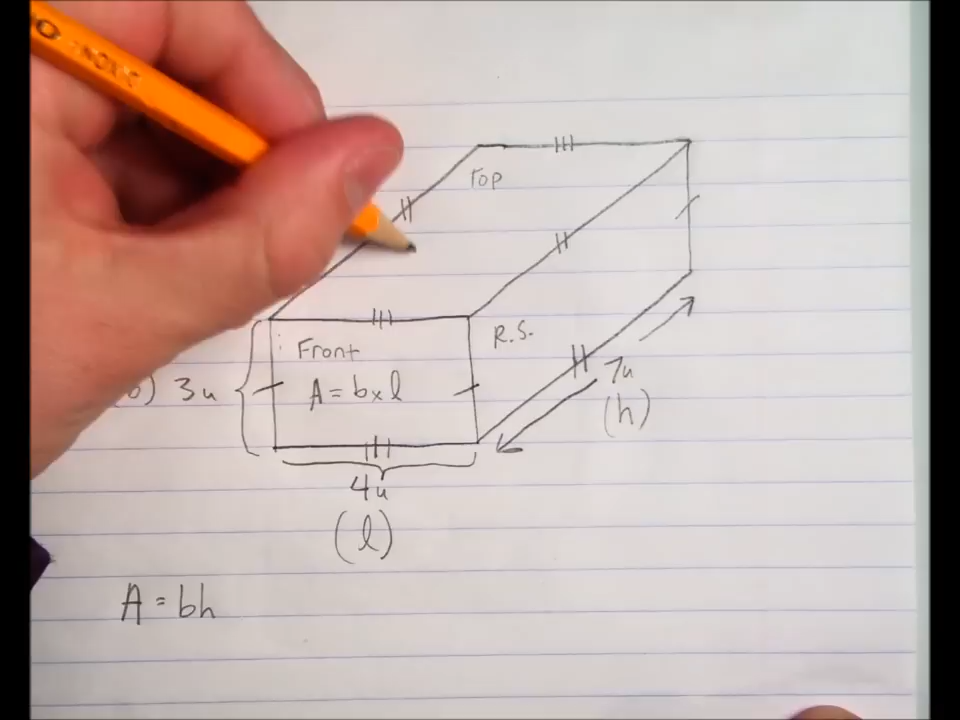 Top
Front
R.S.
b) 3u
A = b x l
7u
(h)
4u
(l)
A = bh